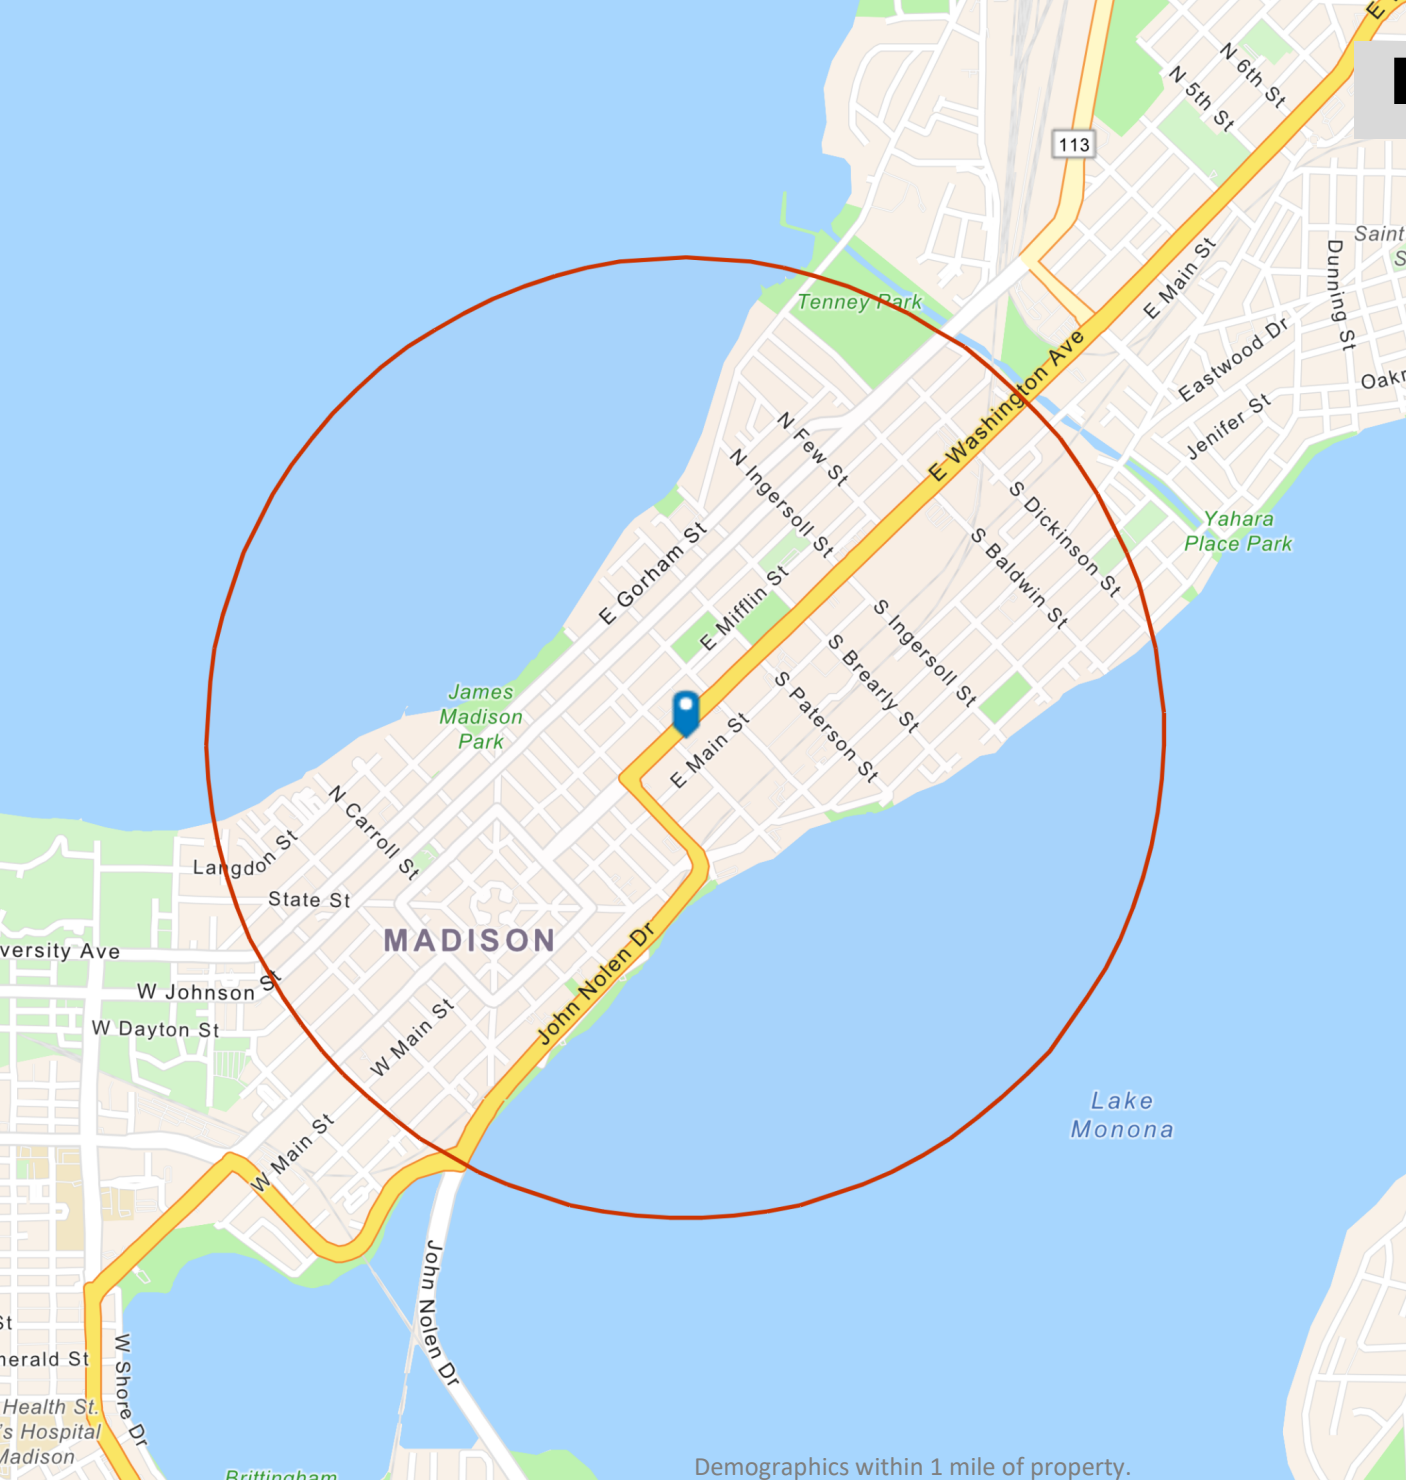 E
N 6th St
N 5th St
113
Saint
S
Dunning St
E Main St
Tenney Park
Eastwood Dr
E Washington Ave
Oakr
Jenifer St
N Few St
N Ingersoll St
S Dickinson St
Yahara
Place Park
E Gorham St
S Baldwin St
E Mifflin St
S Ingersoll St
S Brearly St
James
Madison
Park
S Paterson St
E Main St
N Carroll St
Langdon St
State St
MADISON
versity Ave
St
W Johnson
John Nolen Dr
W Dayton St
W Main St
Lake
Monona
W Main St
John Nolen Dr
St
nerald St
W Shore Dr
Health St.
's Hospital
Madison
Brittingham
Demographics within 1 mile of property.